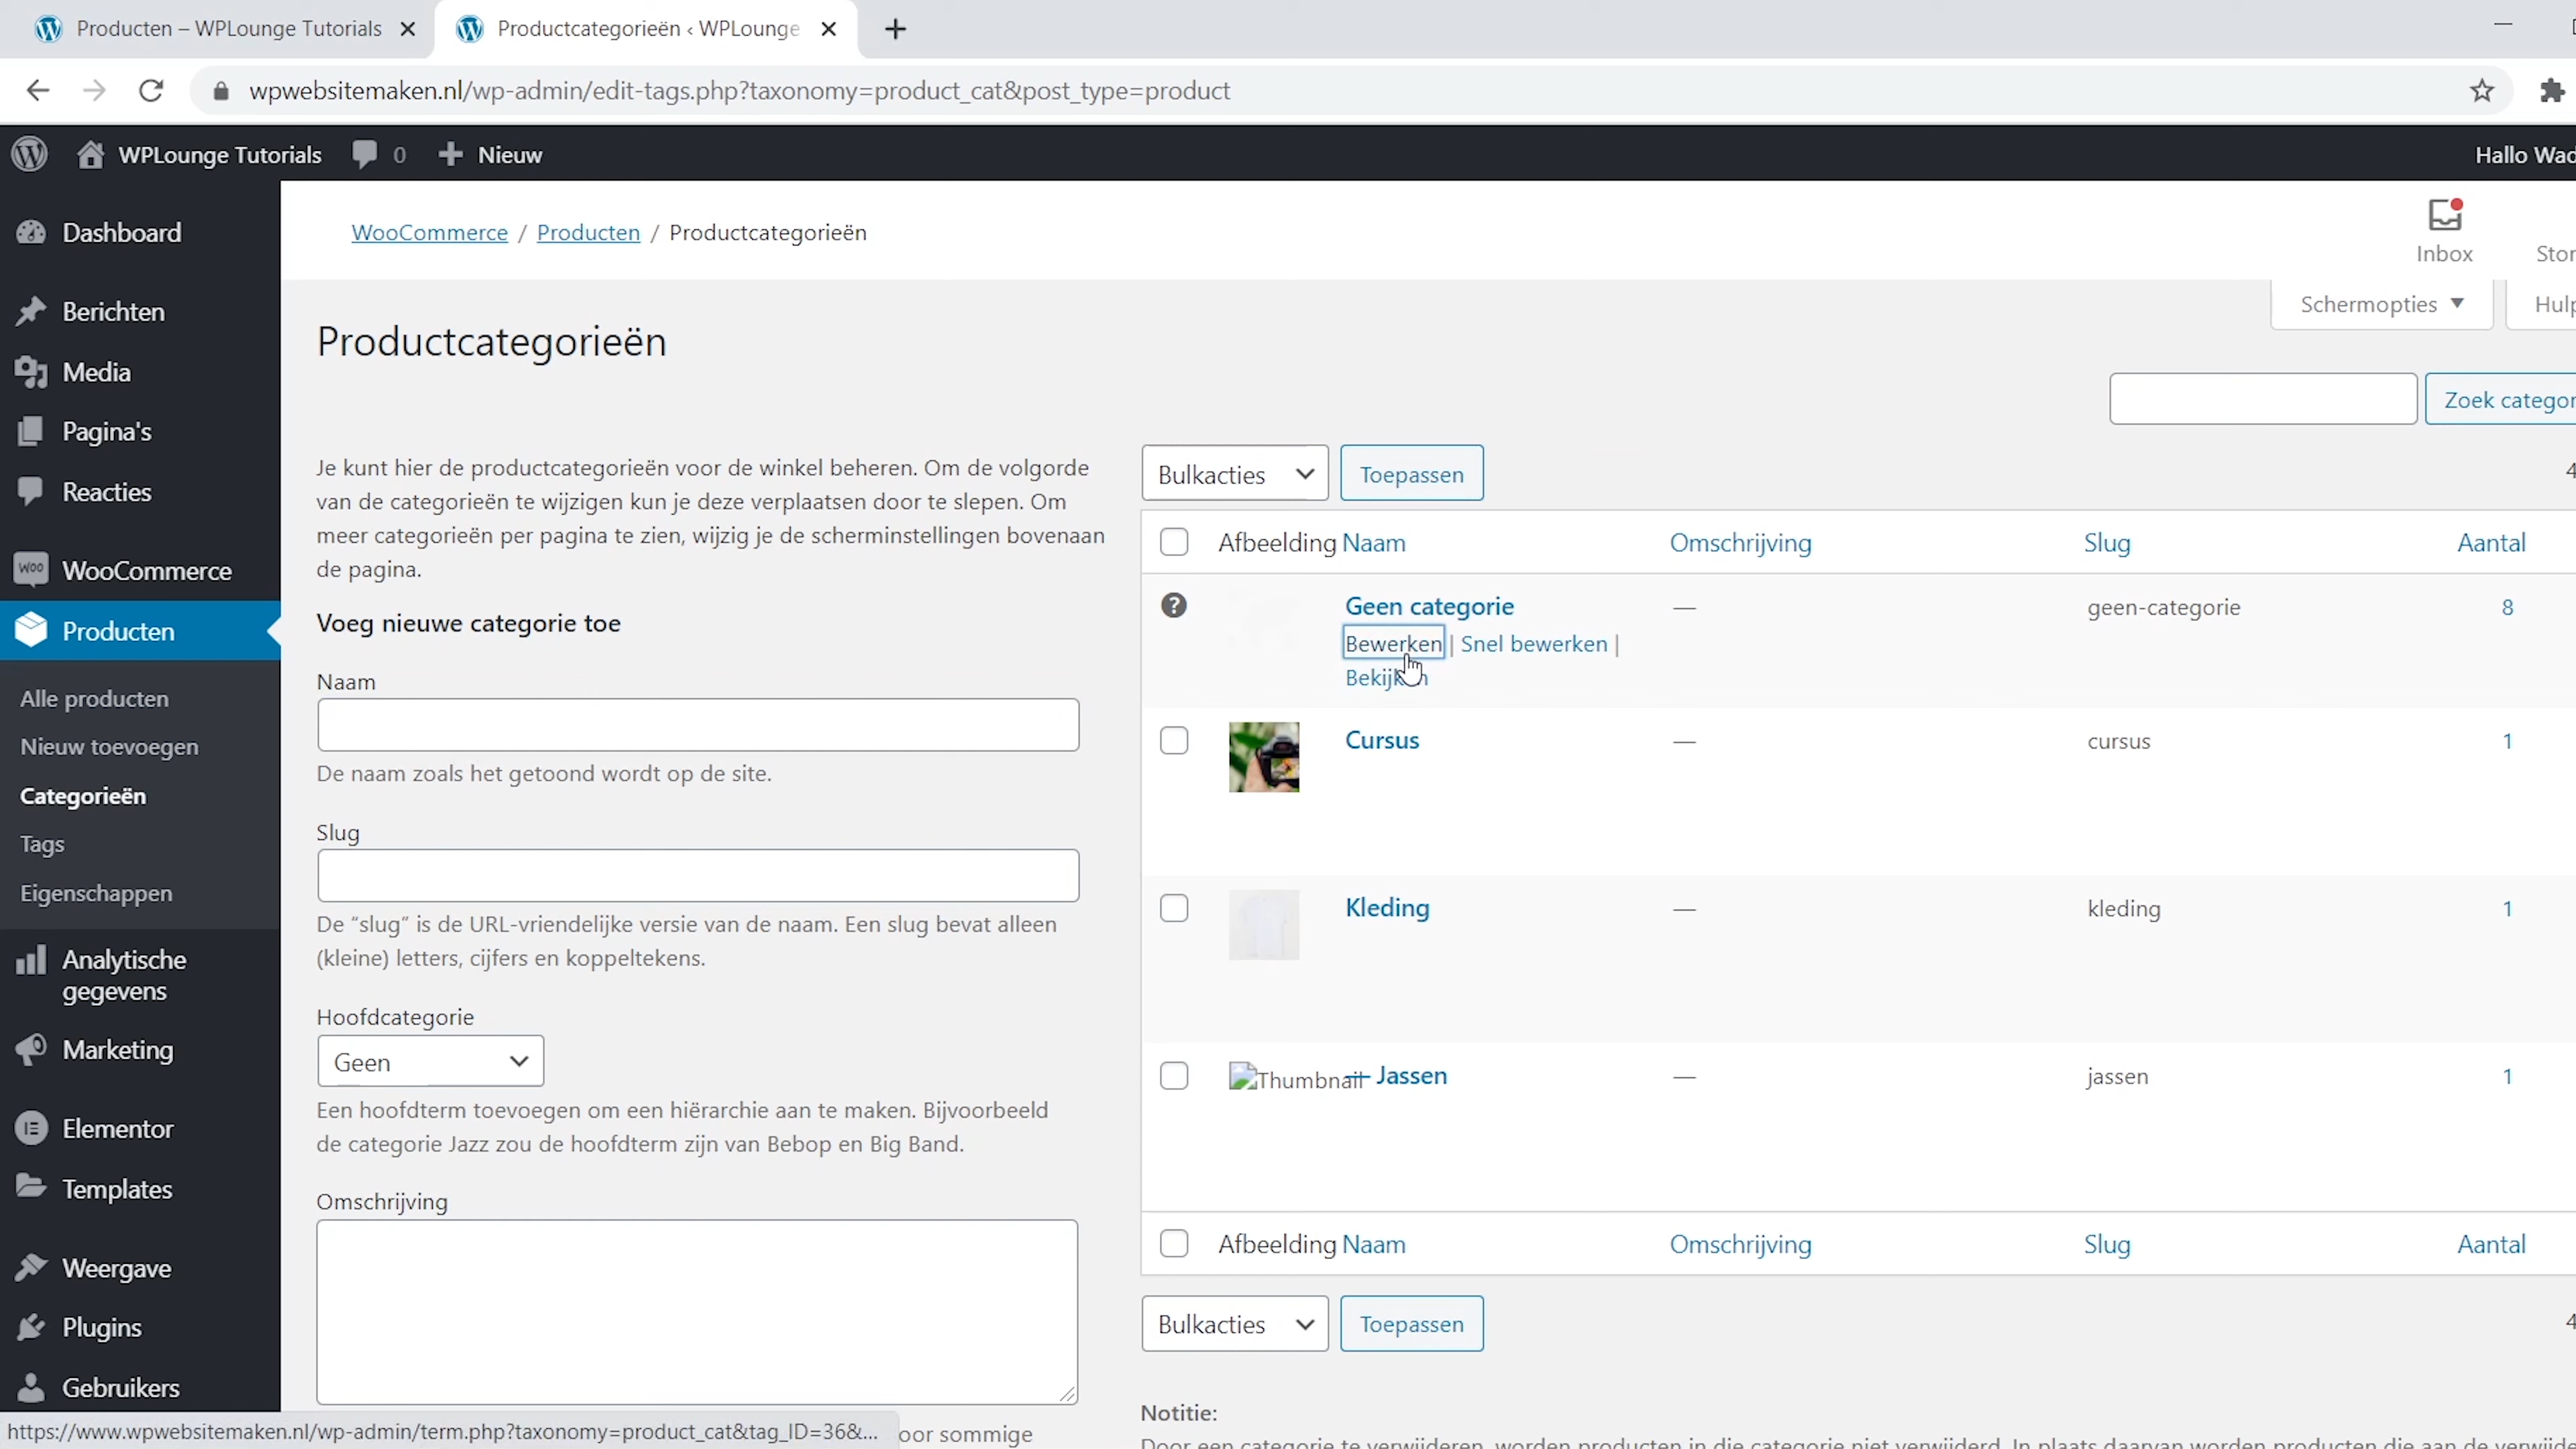 Producten – WPLounge Tutorials
Productcategorieën ‹ WPLounge
wpwebsitemaken.nl/wp-admin/edit-tags.php?taxonomy=product_cat&post_type=product
WPLounge Tutorials
0
Nieuw
Hallo
Dashboard
Berichten
Media
Pagina's
Reacties
WooCommerce
Producten
Alle producten
Nieuw toevoegen
Categorieën
Tags
Eigenschappen
Analytische
gegevens
Marketing
Elementor
Templates
Weergave
Plugins
Gebruikers
WooCommerce / Producten / Productcategorieën
Inbox
Schermopties
Productcategorieën
Zoek
Je kunt hier de productcategorieën voor de winkel beheren. Om de volgorde
van de categorieën te wijzigen kun je deze verplaatsen door te slepen. Om
meer categorieën per pagina te zien, wijzig je de scherminstellingen bovenaan
de pagina.
Voeg nieuwe categorie toe
Naam
De naam zoals het getoond wordt op de site.
Slug
De “slug” is de URL-vriendelijke versie van de naam. Een slug bevat alleen
(kleine) letters, cijfers en koppeltekens.
Hoofdcategorie
Geen
Een hoofdterm toevoegen om een hiërarchie aan te maken. Bijvoorbeeld
de categorie Jazz zou de hoofdterm zijn van Bebop en Big Band.
Omschrijving
sommige
Bulkacties
Toepassen
Afbeelding Naam Omschrijving Slug Aantal
Geen categorie — geen-categorie 8
Bewerken | Snel bewerken |
Bekijken
Cursus — cursus 1
Kleding — kleding 1
Thumbnail — Jassen — jassen 1
Afbeelding Naam Omschrijving Slug Aantal
Bulkacties
Toepassen
Notitie:
Door een categorie te verwijderen, worden producten in die categorie niet verwijderd. In plaats daarvan worden producten die aan de
https://www.wpwebsitemaken.nl/wp-admin/term.php?taxonomy=product_cat&tag_ID=36&...